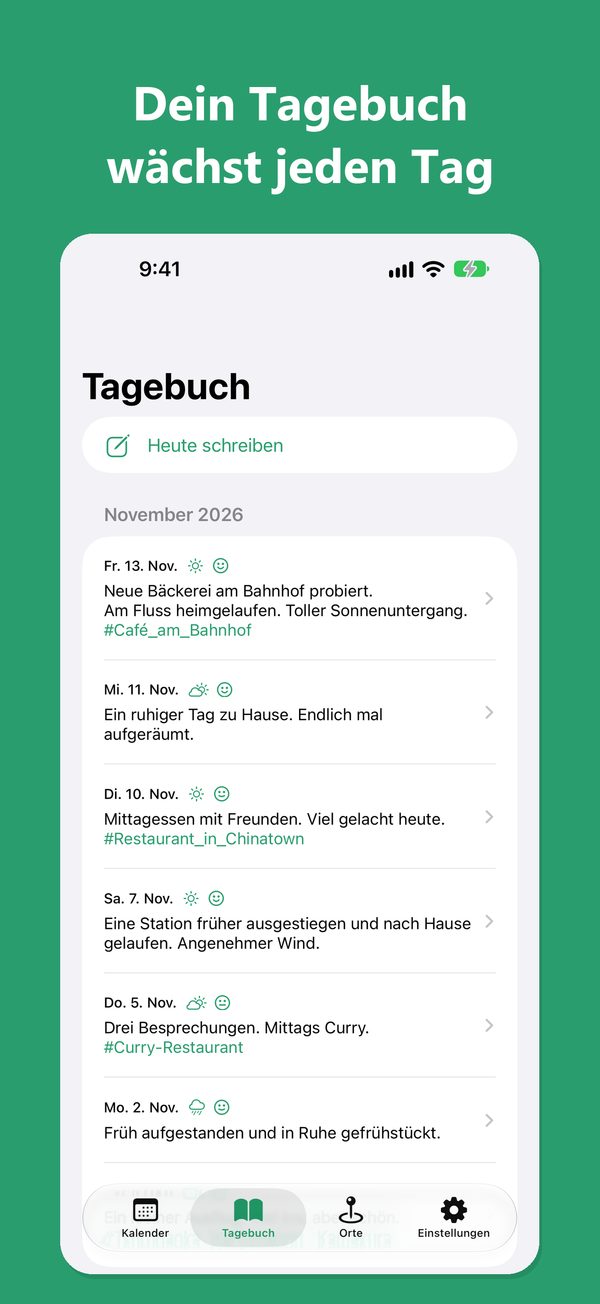 Dein Tagebuch
wächst jeden Tag
9:41
Tagebuch
Heute schreiben
November 2026
Fr. 13. Nov.
Neue Bäckerei am Bahnhof probiert.
Am Fluss heimgelaufen. Toller Sonnenuntergang.
#Café_am_Bahnhof
Mi. 11. Nov.
Ein ruhiger Tag zu Hause. Endlich mal
aufgeräumt.
Di. 10. Nov.
Mittagessen mit Freunden. Viel gelacht heute.
#Restaurant_in_Chinatown
Sa. 7. Nov.
Eine Station früher ausgestiegen und nach Hause
gelaufen. Angenehmer Wind.
Do. 5. Nov.
Drei Besprechungen. Mittags Curry.
#Curry-Restaurant
Mo. 2. Nov.
Früh aufgestanden und in Ruhe gefrühstückt.
Kalender
Tagebuch
Orte
Einstellungen